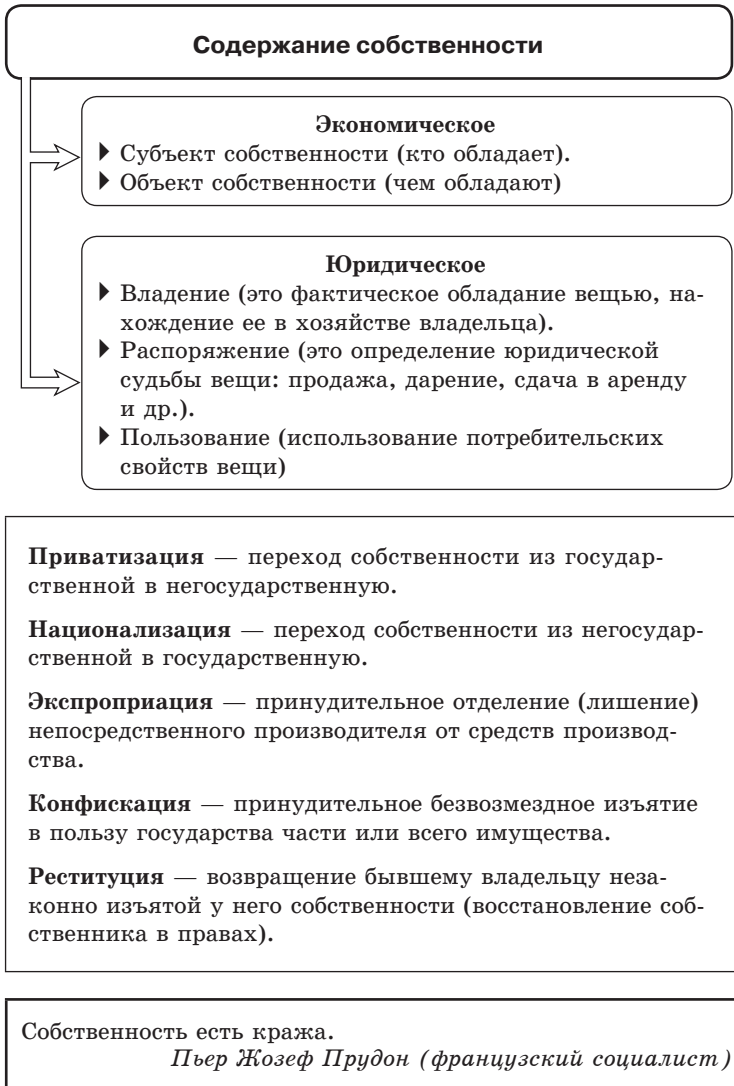 Содержание собственности
Экономическое
Субъект собственности (кто обладает).
Объект собственности (чем обладают)
Юридическое
Владение (это фактическое обладание вещью, на-
хождение ее в хозяйстве владельца).
Распоряжение (это определение юридической
судьбы вещи: продажа, дарение, сдача в аренду
и др.).
Пользование (использование потребительских
свойств вещи)
Приватизация — переход собственности из государ-
ственной в негосударственную.
Национализация — переход собственности из негосудар-
ственной в государственную.
Экспроприация — принудительное отделение (лишение)
непосредственного производителя от средств производ-
ства.
Конфискация — принудительное безвозмездное изъятие
в пользу государства части или всего имущества.
Реституция — возвращение бывшему владельцу неза-
конно изъятой у него собственности (восстановление соб-
ственника в правах).
Собственность есть кража.
Пьер Жозеф Прудон (французский социалист)